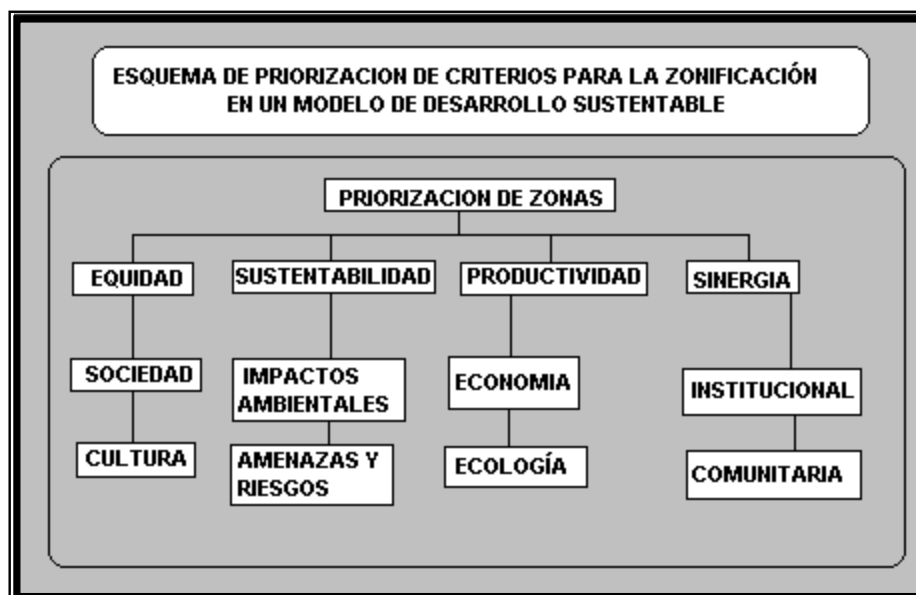 ESQUEMA DE PRIORIZACION DE CRITERIOS PARA LA ZONIFICACIÓN
EN UN MODELO DE DESARROLLO SUSTENTABLE
PRIORIZACION DE ZONAS
EQUIDAD
SUSTENTABILIDAD
PRODUCTIVIDAD
SINERGIA
SOCIEDAD
IMPACTOS
AMBIENTALES
ECONOMIA
INSTITUCIONAL
CULTURA
AMENAZAS Y
RIESGOS
ECOLOGÍA
COMUNITARIA